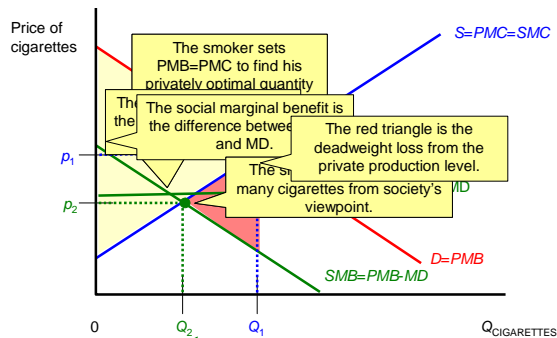 Price of
cigarettes
S=PMC=SMC
The smoker sets
PMB=PMC to find his
privately optimal quantity
The
the
The social marginal benefit is
the difference between
and MD.
The red triangle is the
deadweight loss from the
private production level.
The
many cigarettes from society's
viewpoint.
MD
p1
p2
D=PMB
SMB=PMB-MD
0
Q2
Q1
QCIGARETTES